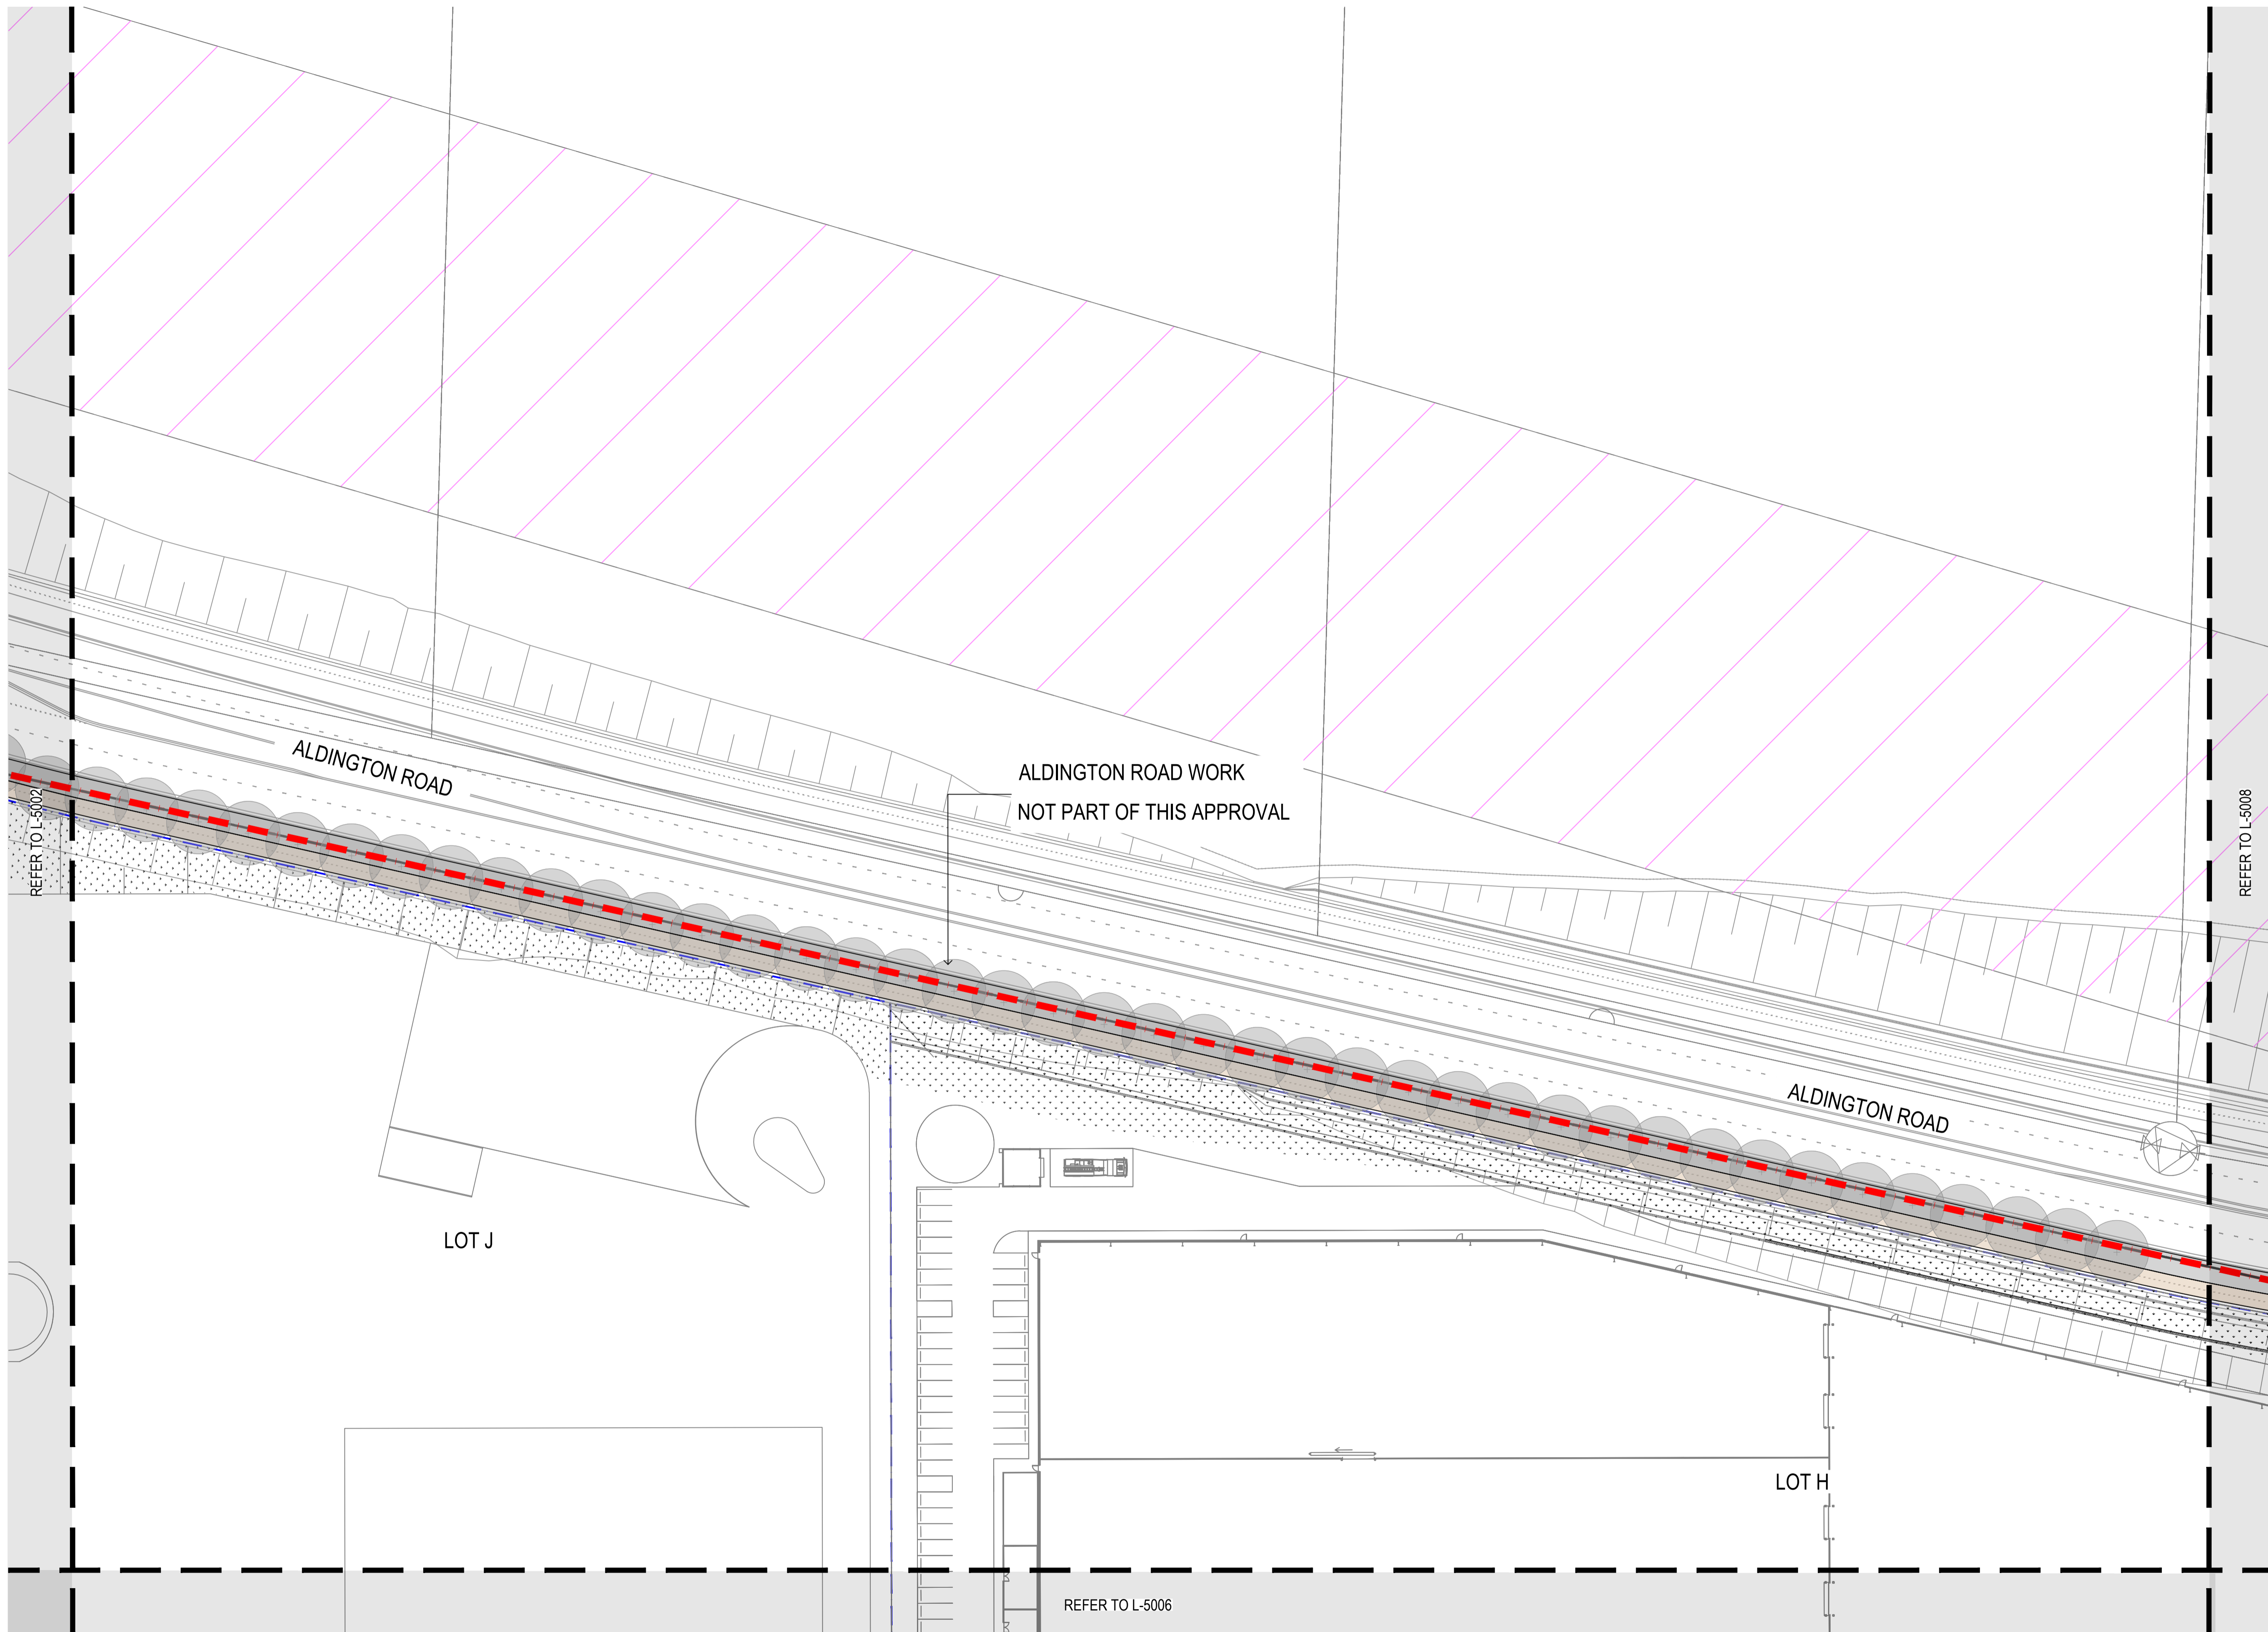 ALDINGTON ROAD
ALDINGTON ROAD WORK
NOT PART OF THIS APPROVAL
REFER TO L-5002
REFER TO L-5008
ALDINGTON ROAD
LOT J
LOT H
REFER TO L-5006